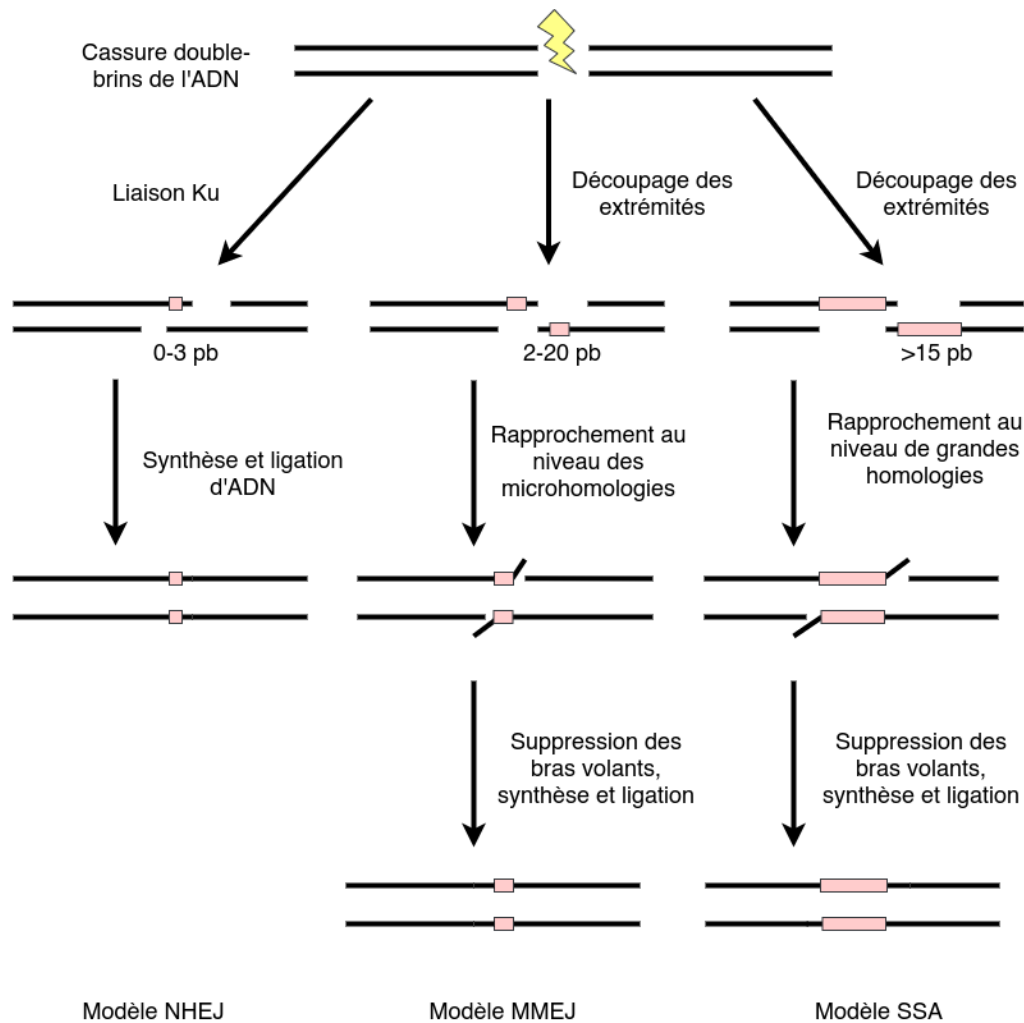 Cassure double-
brins de l'ADN
Liaison Ku
Découpage des
extrémités
Découpage des
extrémités
0-3 pb
2-20 pb
>15 pb
Synthèse et ligation
d'ADN
Rapprochement au
niveau des
microhomologies
Rapprochement au
niveau de grandes
homologies
Suppression des
bras volants,
synthèse et ligation
Suppression des
bras volants,
synthèse et ligation
Modèle NHEJ
Modèle MMEJ
Modèle SSA